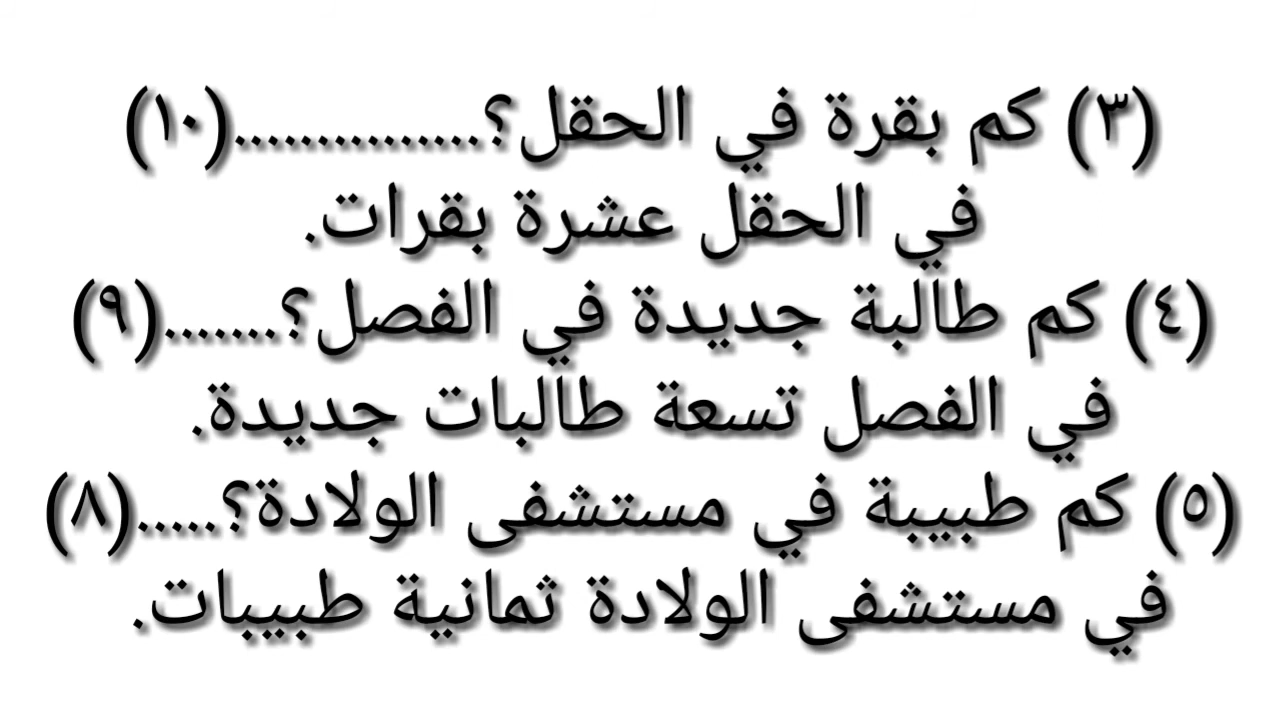 (٣) كم بقرة في الحقل؟...............(١٠)
في الحقل عشرة بقرات.
(٤) كم طالبة جديدة في الفصل؟.......(٩)
في الفصل تسعة طالبات جديدة.
(٥) كم طبيبة في مستشفى الولادة؟.....(٨)
في مستشفى الولادة ثمانية طبيبات.